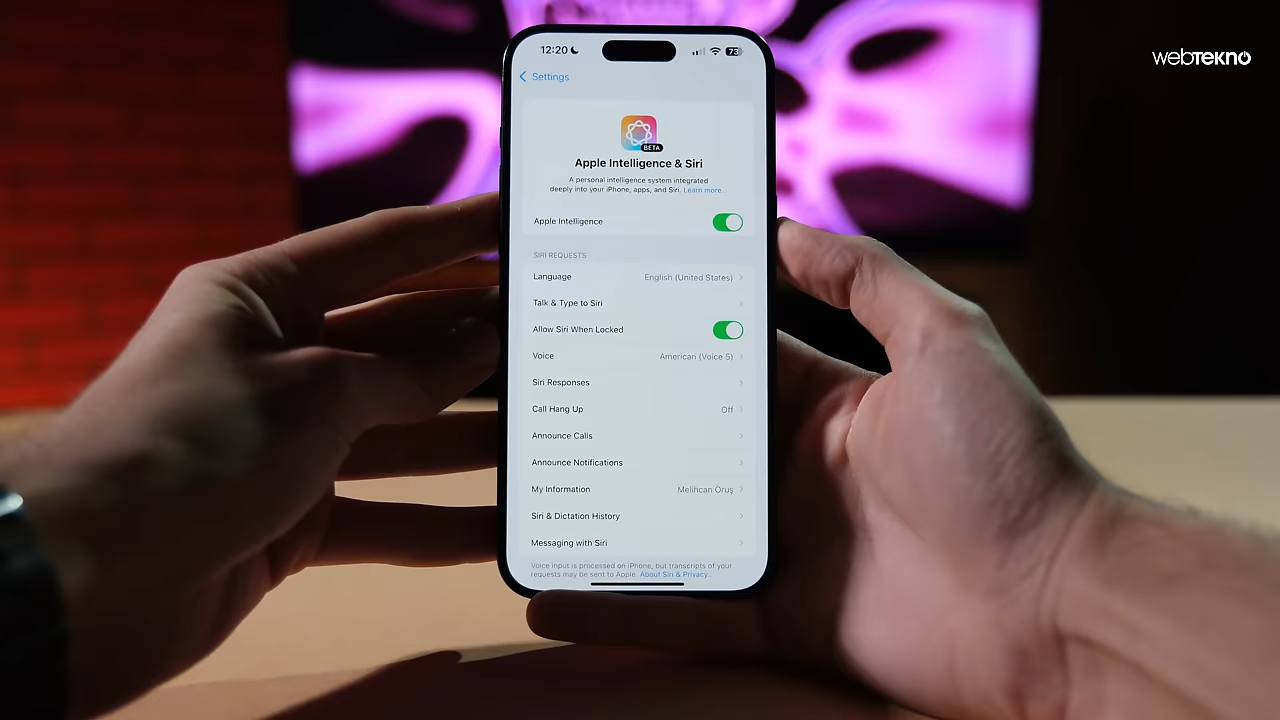 webtekno
12:20
73
Settings
BETA
Apple Intelligence & Siri
A personal intelligence system integrated
deeply into your iPhone, apps, and Siri. Learn more...
Apple Intelligence
SIRI REQUESTS
Language English (United States)
Talk & Type to Siri
Allow Siri When Locked
Voice American (Voice 5)
Siri Responses
Call Hang Up Off
Announce Calls
Announce Notifications
My Information Melihcan Oruş
Siri & Dictation History
Messaging with Siri
Voice input is processed on iPhone, but transcripts of your
requests may be sent to Apple. About Siri & Privacy...